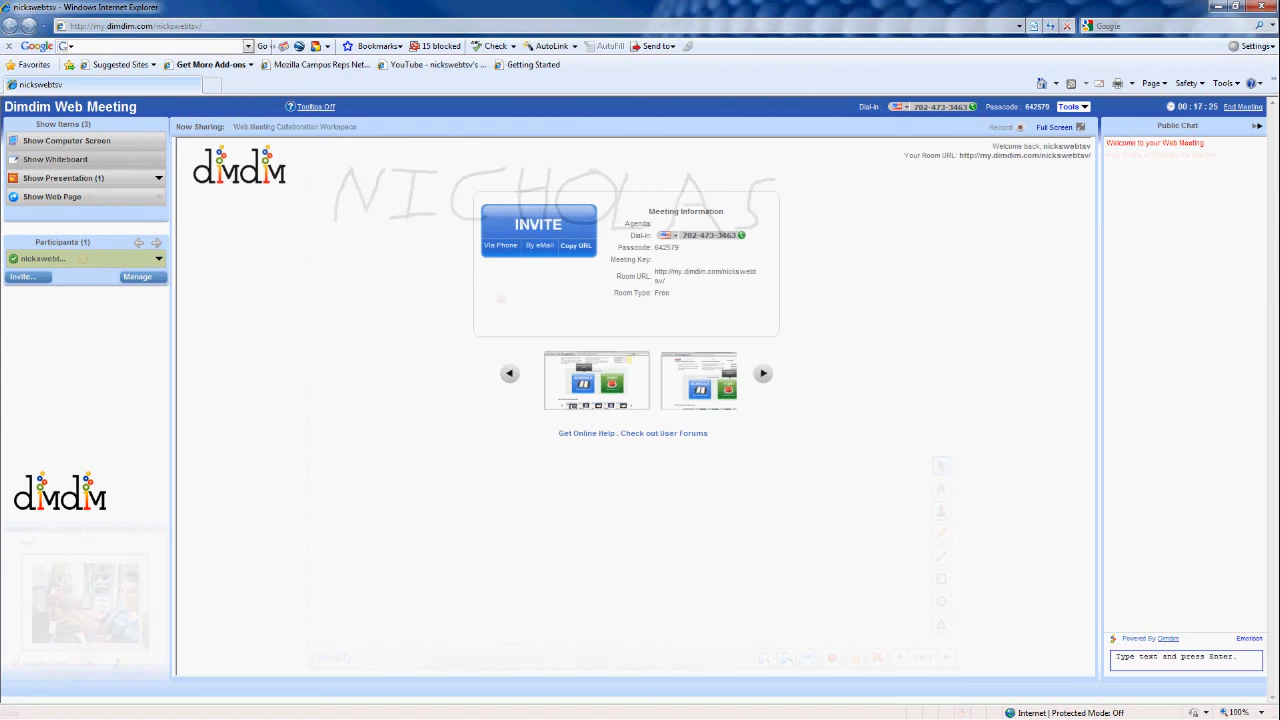 nickswebtsv - Windows Internet Explorer
http://my.dimdim.com/nickswebtsv/
Google
Google
Go
Bookmarks
15 blocked
Check
AutoLink
AutoFill
Send to
Settings
Favorites
Suggested Sites
Get More Add-ons
Mozilla Campus Reps Net...
YouTube - nickswebtsv's ...
Getting Started
nickswebtsv
Page
Safety
Tools
Dimdim Web Meeting
Tooltips Off
Dial-in:
702-473-3463
Passcode:
642579
Tools
00:17:25
End Meeting
Show Items (3)
Now Sharing: Web Meeting Collaboration Workspace
Record
Full Screen
Public Chat
Show Computer Screen
Show Whiteboard
Show Presentation (1)
Show Web Page
dimdim
Welcome back, nickswebtsv
Your Room URL: http://my.dimdim.com/nickswebtsv/
Welcome to your Web Meeting
NICHOLAS
Participants (1)
nickswebt...
Invite...
Manage
INVITE
Via Phone
By eMail
Copy URL
Meeting Information
Agenda:
Dial-in: 702-473-3463
Passcode: 642579
Meeting Key:
Room URL: http://my.dimdim.com/nickswebt
sv/
Room Type: Free
Get Online Help . Check out User Forums
dimdim
Ready
Powered By Dimdim
Emoticon
Type text and press Enter.
Done
Internet | Protected Mode: Off
100%